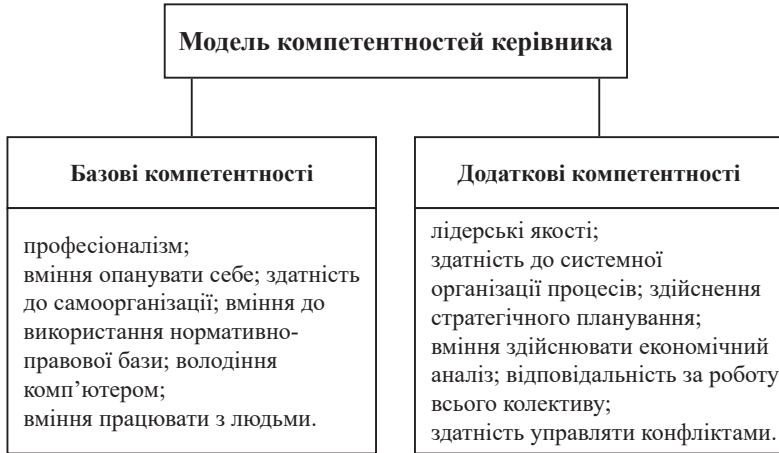 Модель компетентностей керівника
Базові компетентності
професіоналізм;
вміння опанувати себе; здатність
до самоорганізації; вміння до
використання нормативно-
правової бази; володіння
комп’ютером;
вміння працювати з людьми.
Додаткові компетентності
лідерські якості;
здатність до системної
організації процесів; здійснення
стратегічного планування;
вміння здійснювати економічний
аналіз; відповідальність за роботу
всього колективу;
здатність управляти конфліктами.